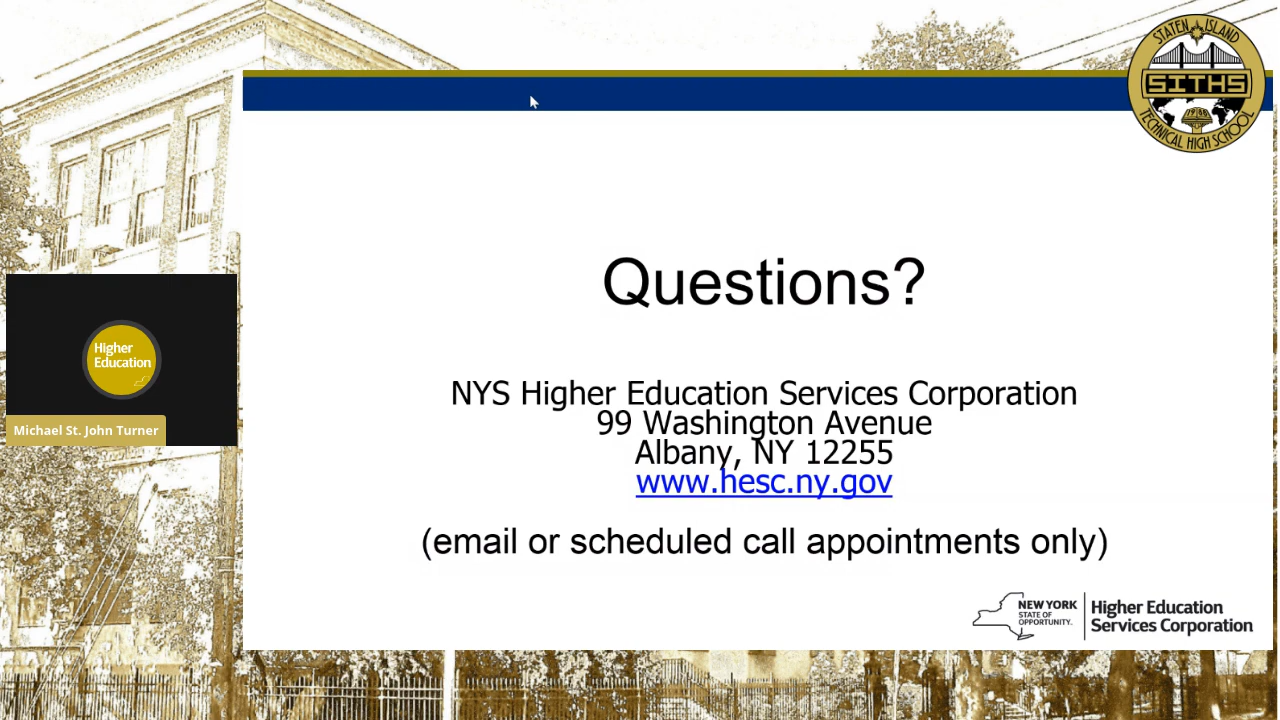 STATEN ISLAND
SITHS
TECHNICAL HIGH SCHOOL
Questions?
Higher
Education
Michael St. John Turner
NYS Higher Education Services Corporation
99 Washington Avenue
Albany, NY 12255
www.hesc.ny.gov
(email or scheduled call appointments only)
NEW YORK
STATE OF
OPPORTUNITY.
Higher Education
Services Corporation